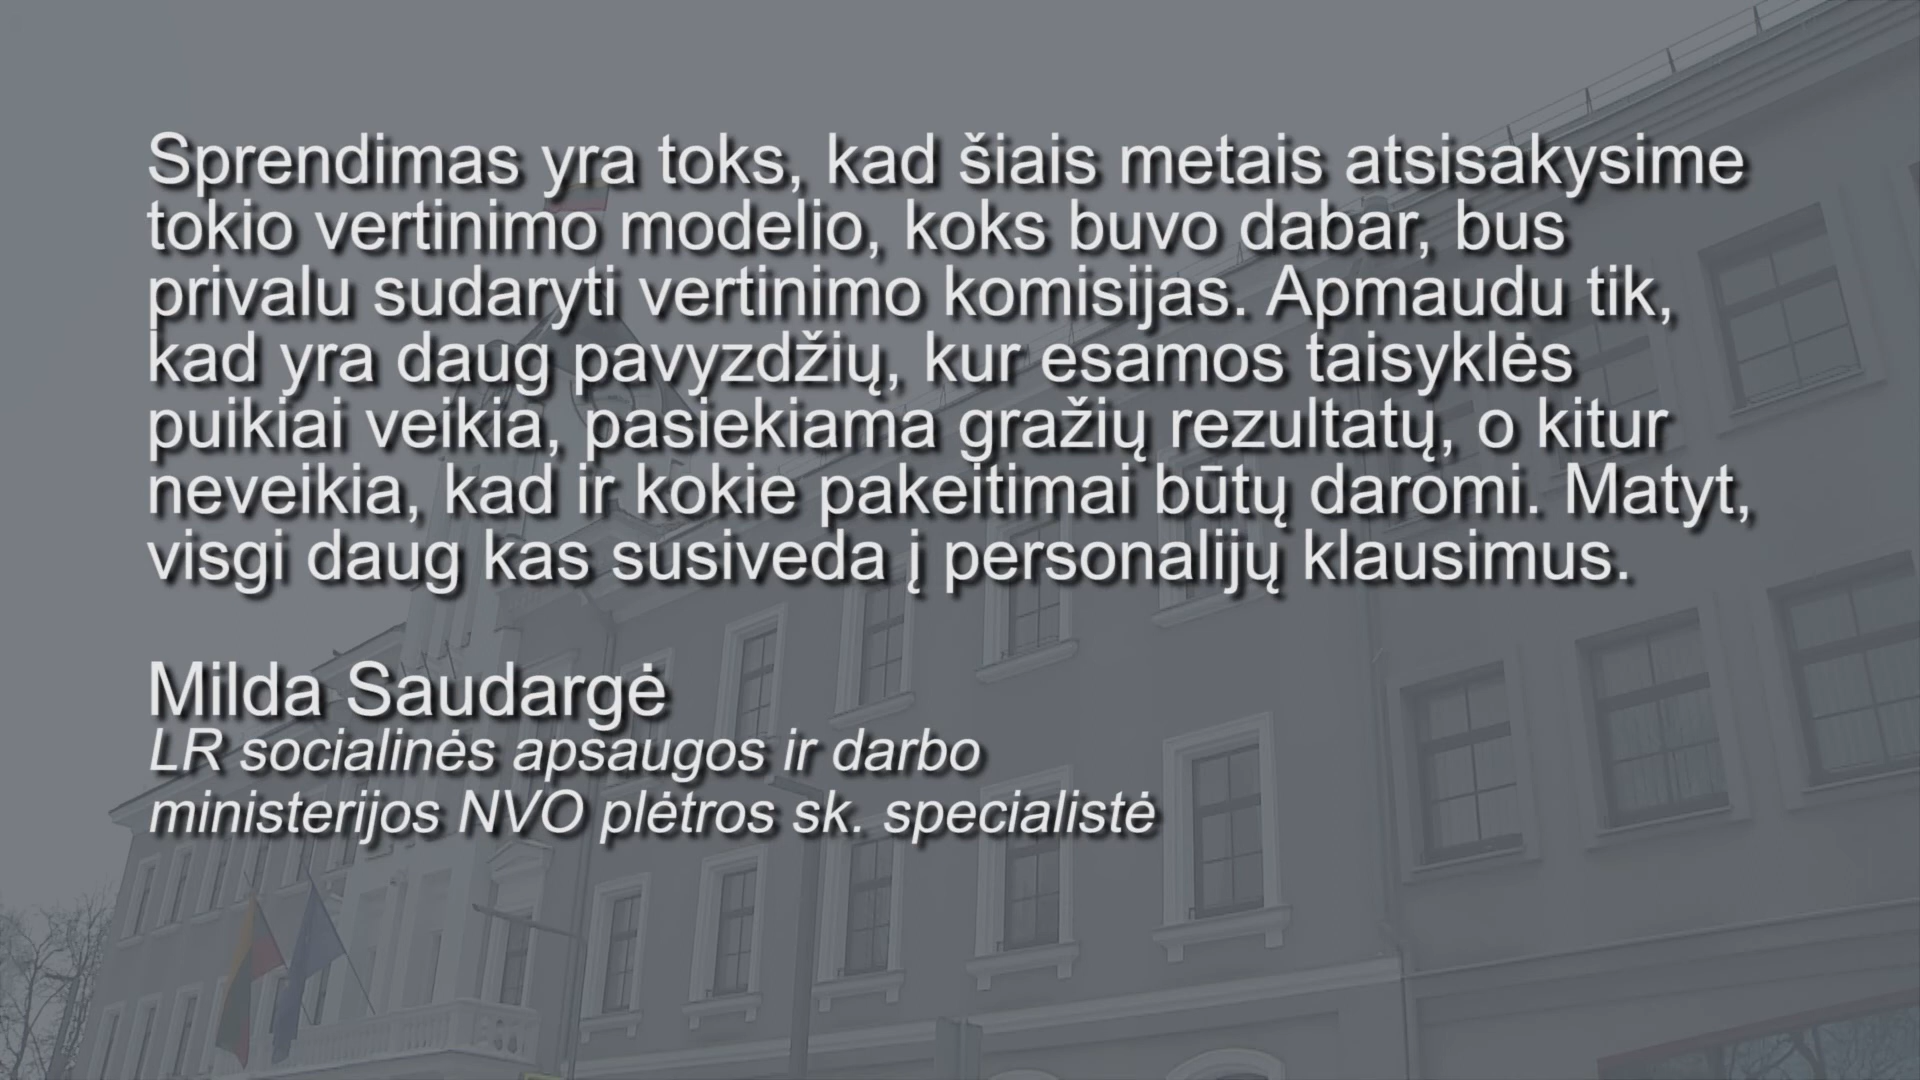 Sprendimas yra toks, kad šiais metais atsisakysime
tokio vertinimo modelio, koks buvo dabar, bus
privalu sudaryti vertinimo komisijas. Apmaudu tik,
kad yra daug pavyzdžių, kur esamos taisyklės
puikiai veikia, pasiekiama gražių rezultatų, o kitur
neveikia, kad ir kokie pakeitimai būtų daromi. Matyt,
visgi daug kas susiveda į personalijų klausimus.
Milda Saudargė
LR socialinės apsaugos ir darbo
ministerijos NVO plėtros sk. specialistė